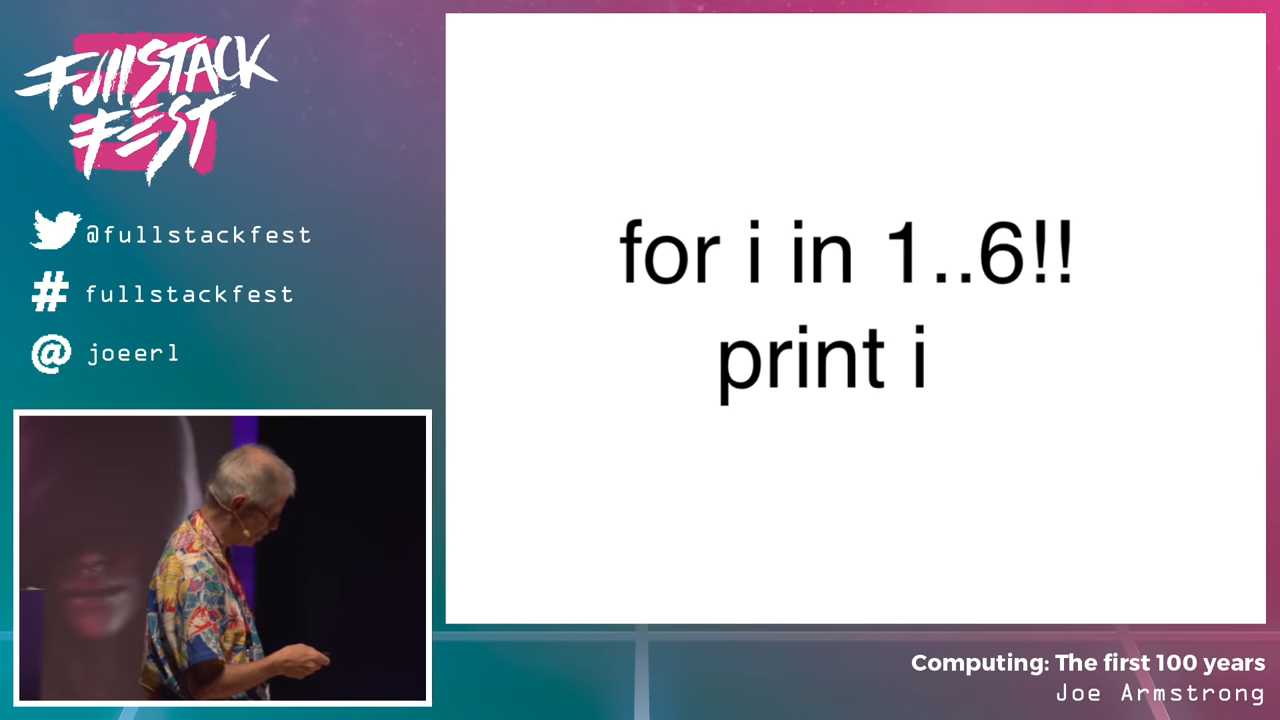 FullStack
Fest
@fullstackfest
# fullstackfest
@ joeerl
for i in 1..6!!
print i
Computing: The first 100 years
Joe Armstrong